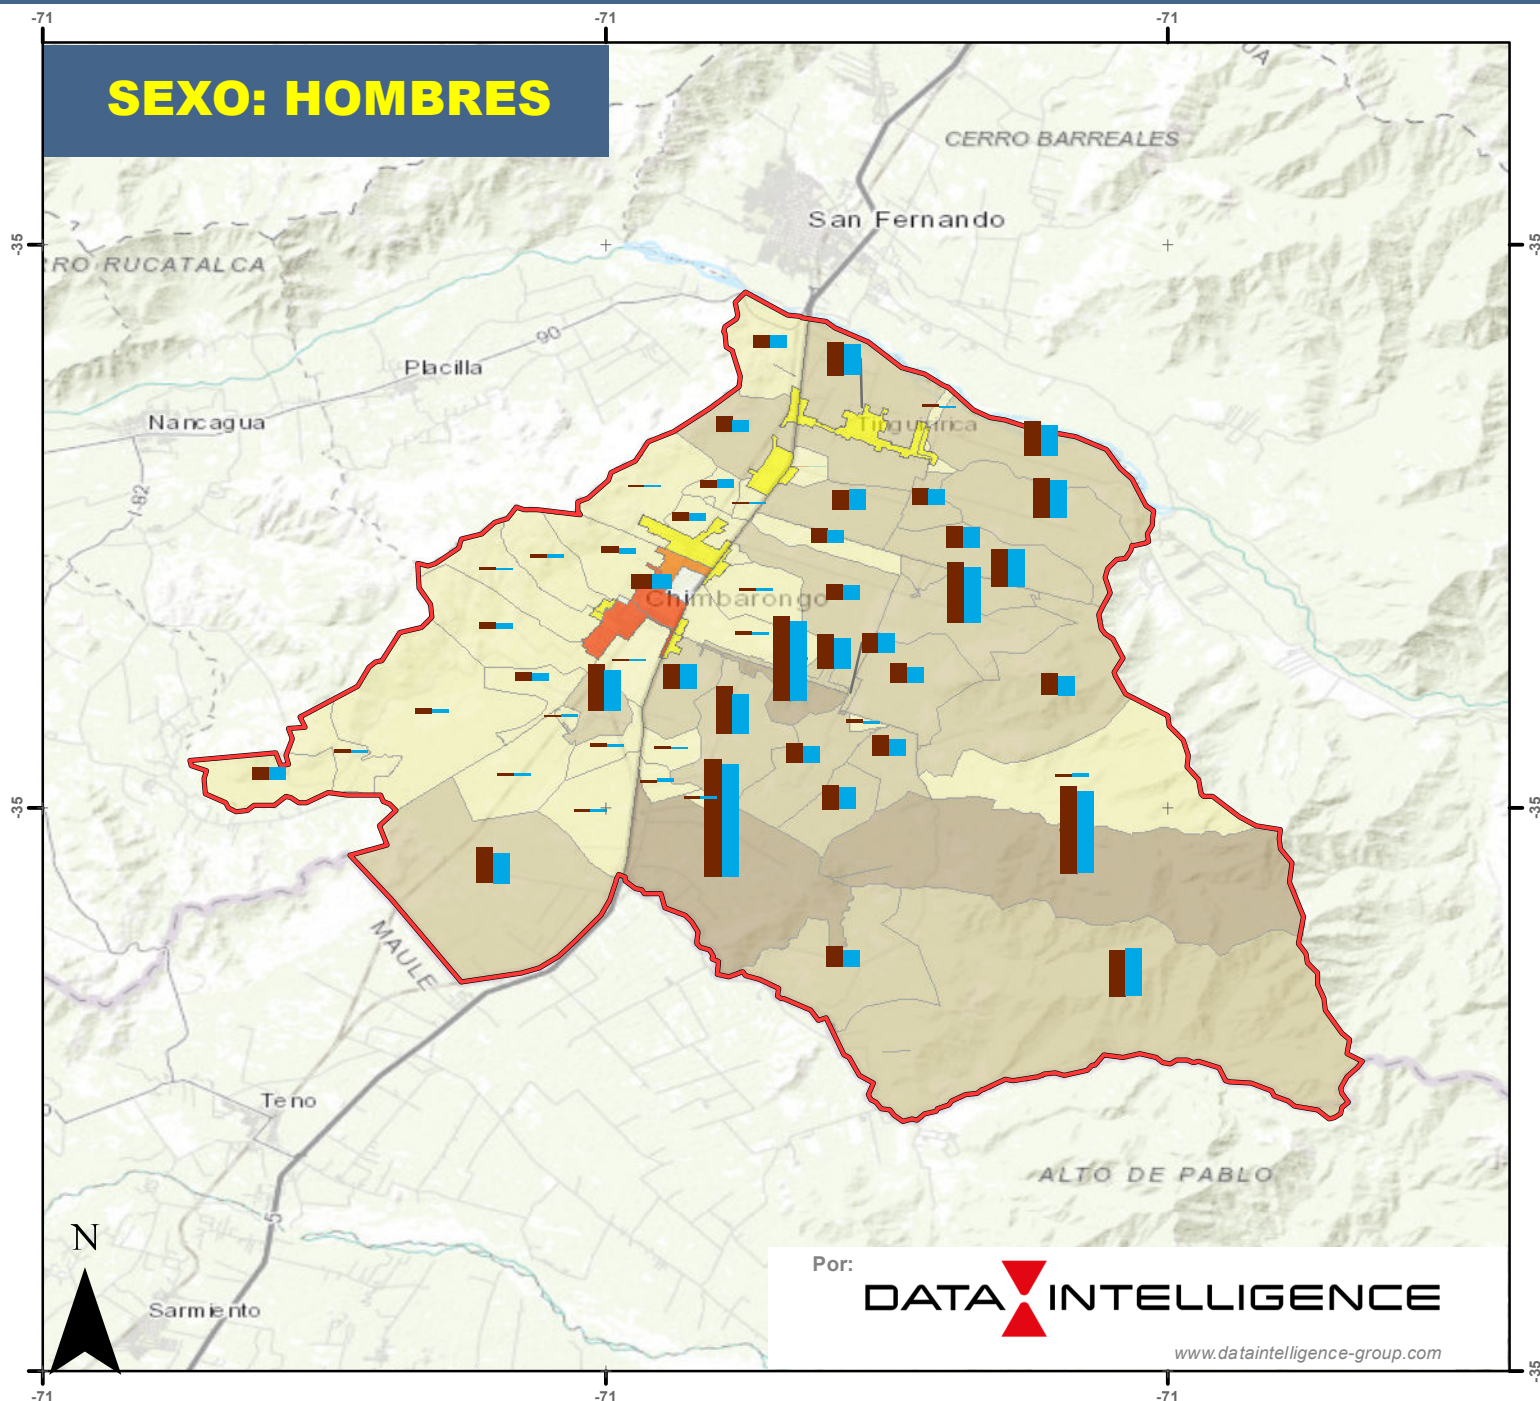 -71
-71
-71
SEXO: HOMBRES
CERRO BARREALES
San Fernando
-35
-35
RO RUCATALCA
90
Placilla
Nancagua
Tinguiririca
I-82
Chimbarongo
-35
-35
MAULE
Teno
ALTO DE PABLO
5
N
Por:
DATA INTELLIGENCE
Sarmiento
www.dataintelligence-group.com
-35
-71
-71
-71